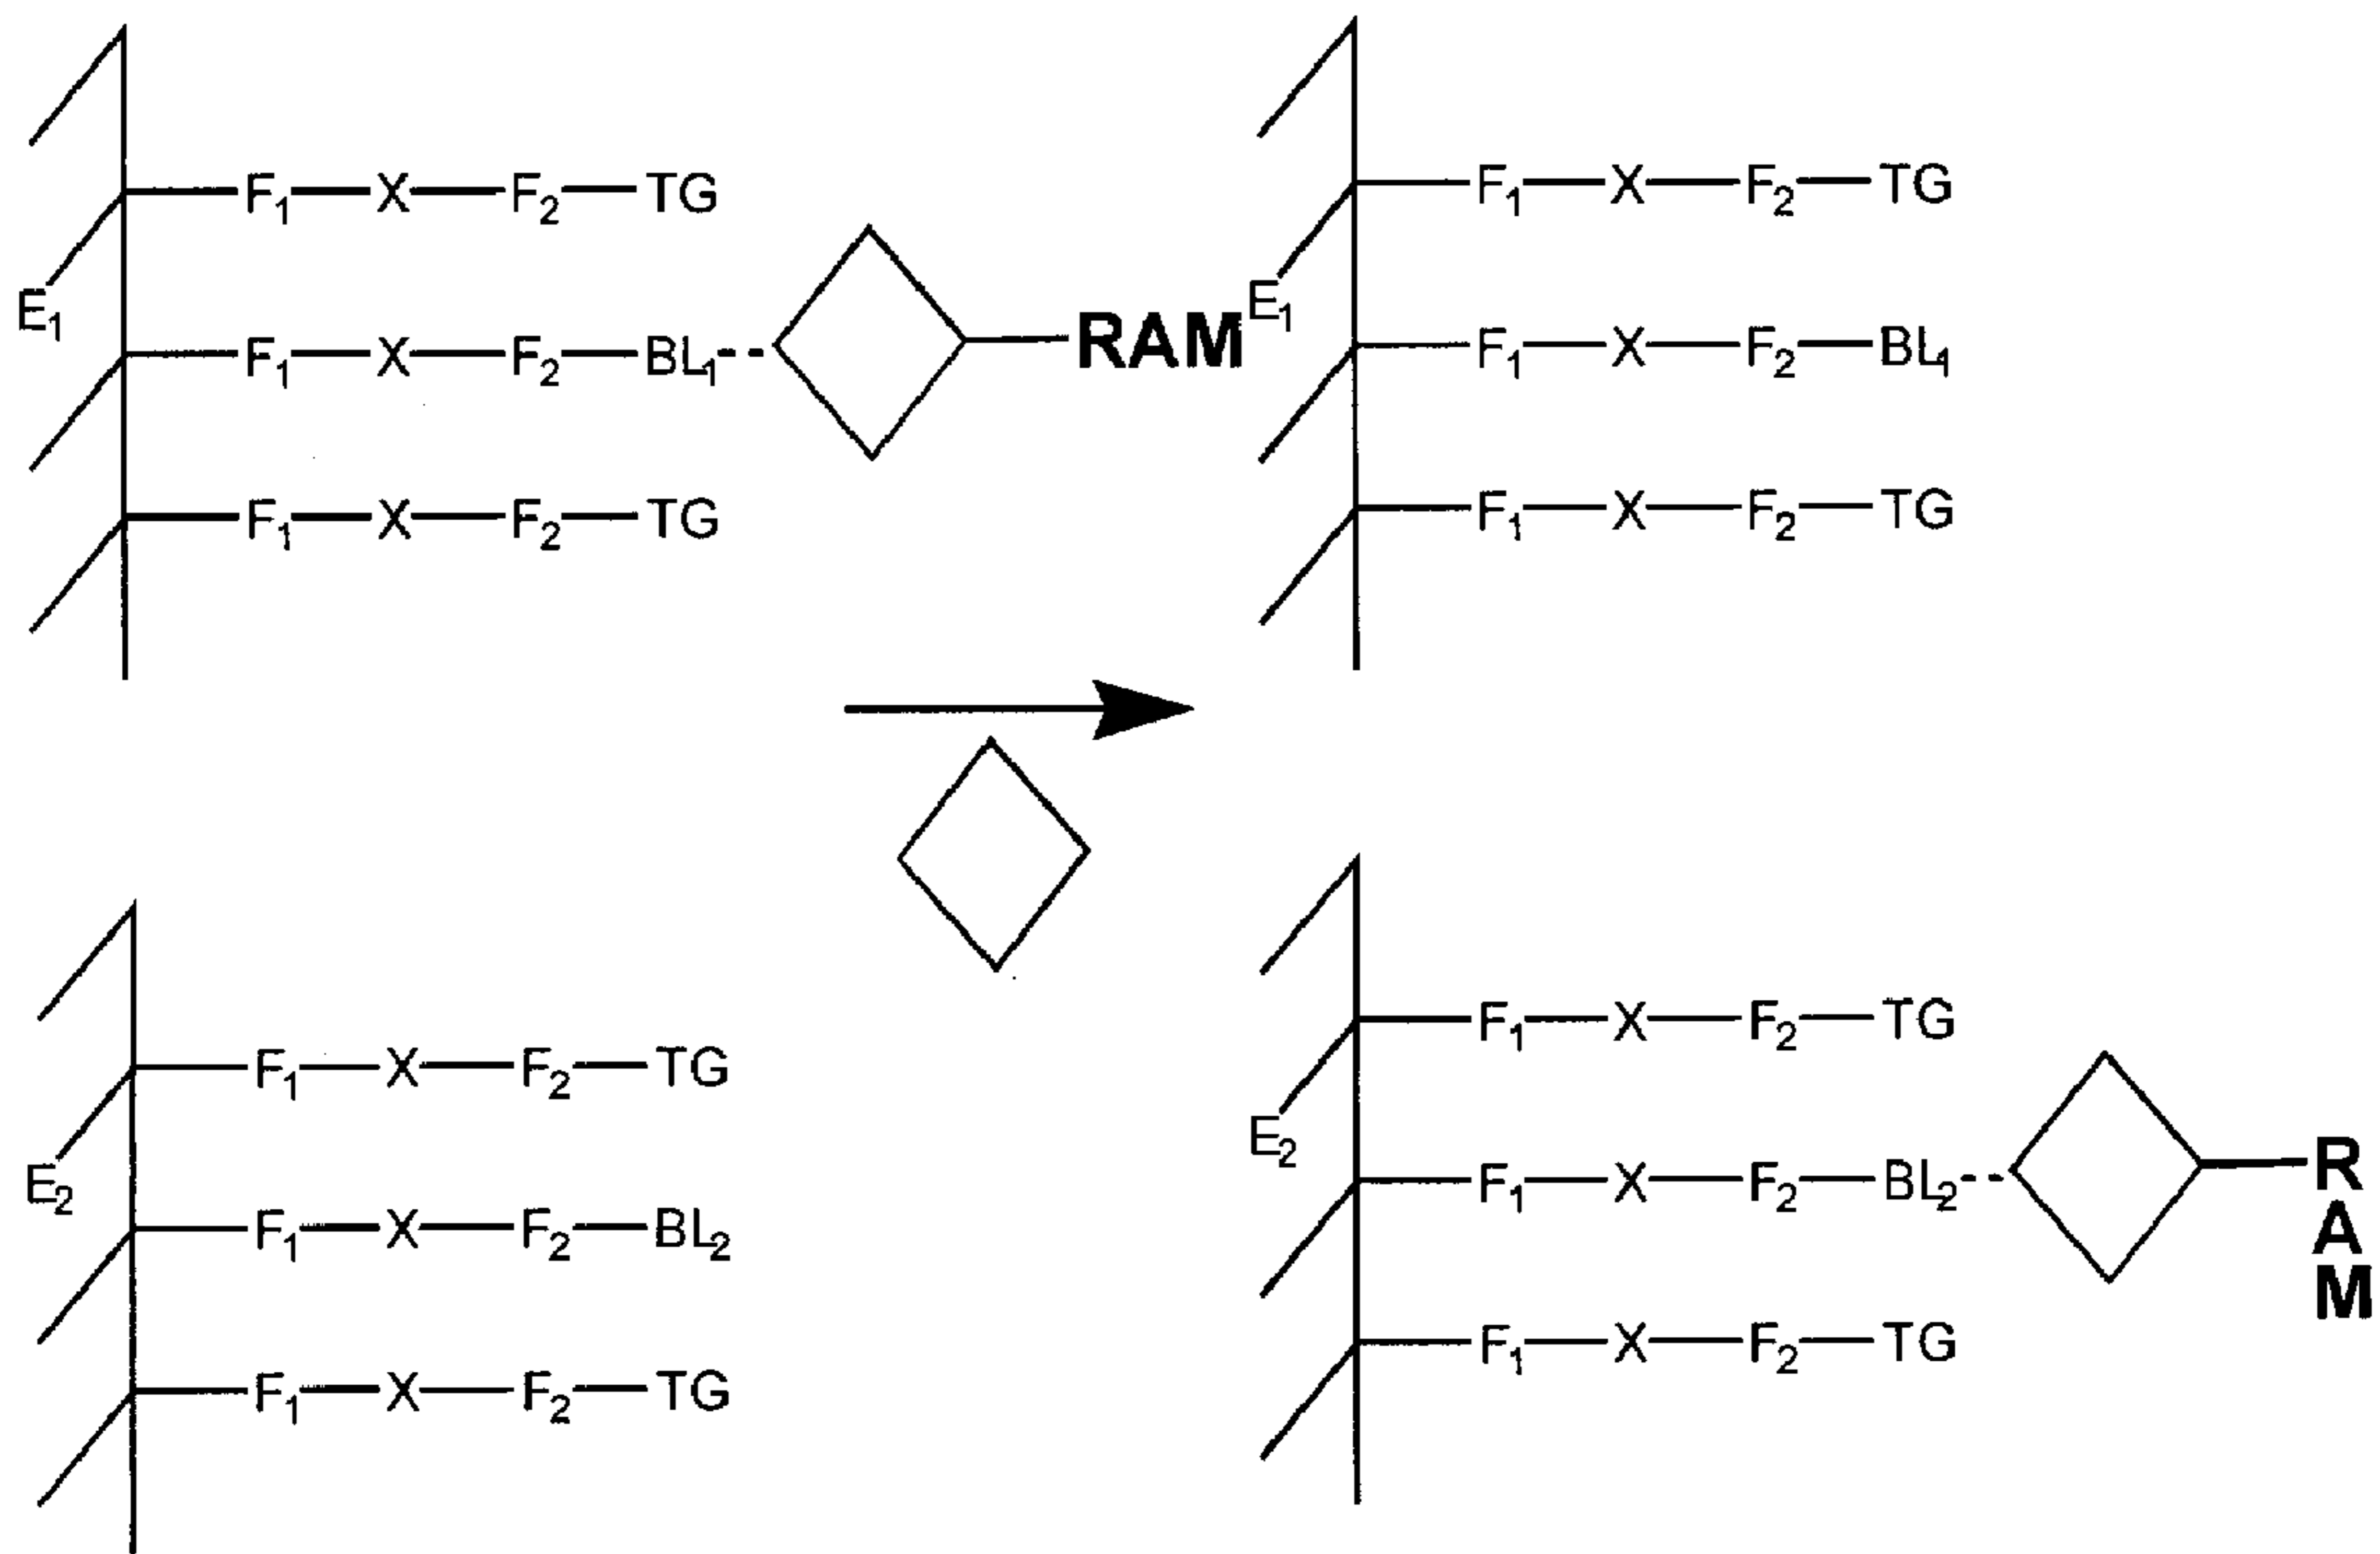 F₁—X—F₂—TG
E₁
F₁—X—F₂—BL₁--RAM
F₁—X—F₂—TG
F₁—X—F₂—TG
E₁
F₁—X—F₂—BL₁
F₁—X—F₂—TG
F₁—X—F₂—TG
E₂
F₁—X—F₂—BL₂
F₁—X—F₂—TG
F₁—X—F₂—TG
E₂
F₁—X—F₂—BL₂--R
A
M
F₁—X—F₂—TG